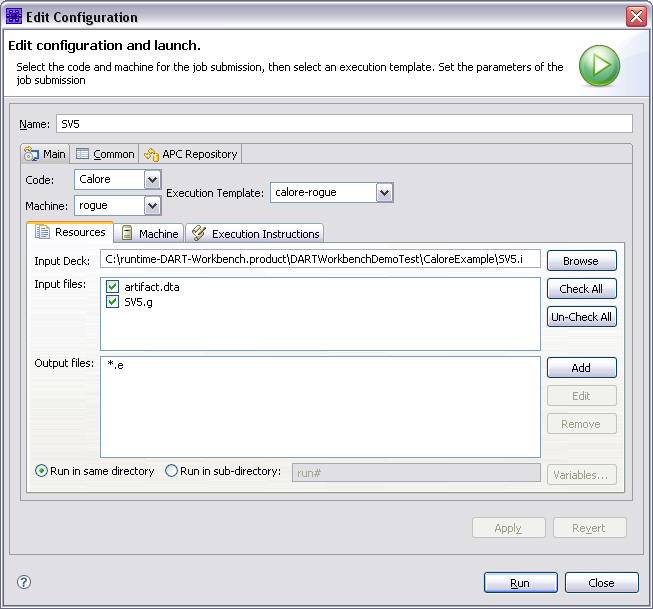 Edit Configuration
Edit configuration and launch.
Select the code and machine for the job submission, then select an execution template. Set the parameters of the
job submission
Name: SV5
Main Common APC Repository
Code: Calore
Execution Template: calore-rogue
Machine: rogue
Resources Machine Execution Instructions
Input Deck: C:\runtime-DART-Workbench.product\DARTWorkbenchDemoTest\CaloreExample\SV5.i Browse
Input files: artifact.dta Check All
SV5.g
Un-Check All
Output files: *.e Add
Edit
Remove
Run in same directory Run in sub-directory: run# Variables...
Apply Revert
Run Close